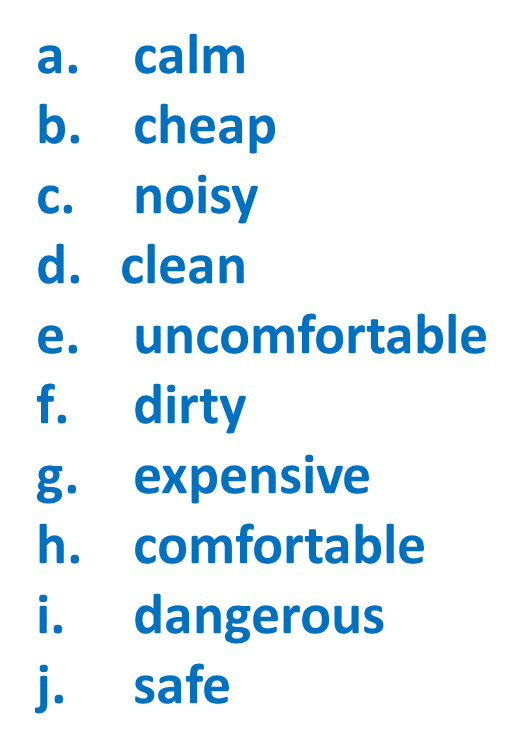 a. calm
b. cheap
c. noisy
d. clean
e. uncomfortable
f. dirty
g. expensive
h. comfortable
i. dangerous
j. safe